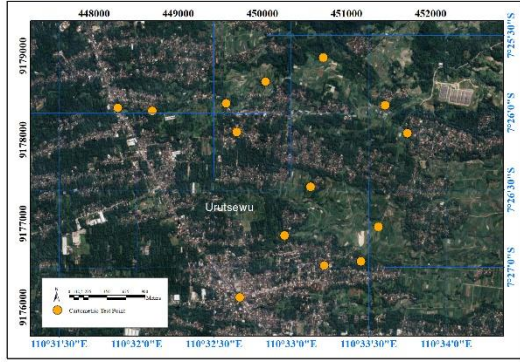 448000 449000 450000 451000 452000
7°25'30"S
9179000
7°26'0"S
9178000
7°26'30"S
Urutsewu
9177000
7°27'0"S
N
Meters
Cartometric Test Point
9176000
110°31'30"E 110°32'0"E 110°32'30"E 110°33'0"E 110°33'30"E 110°34'0"E